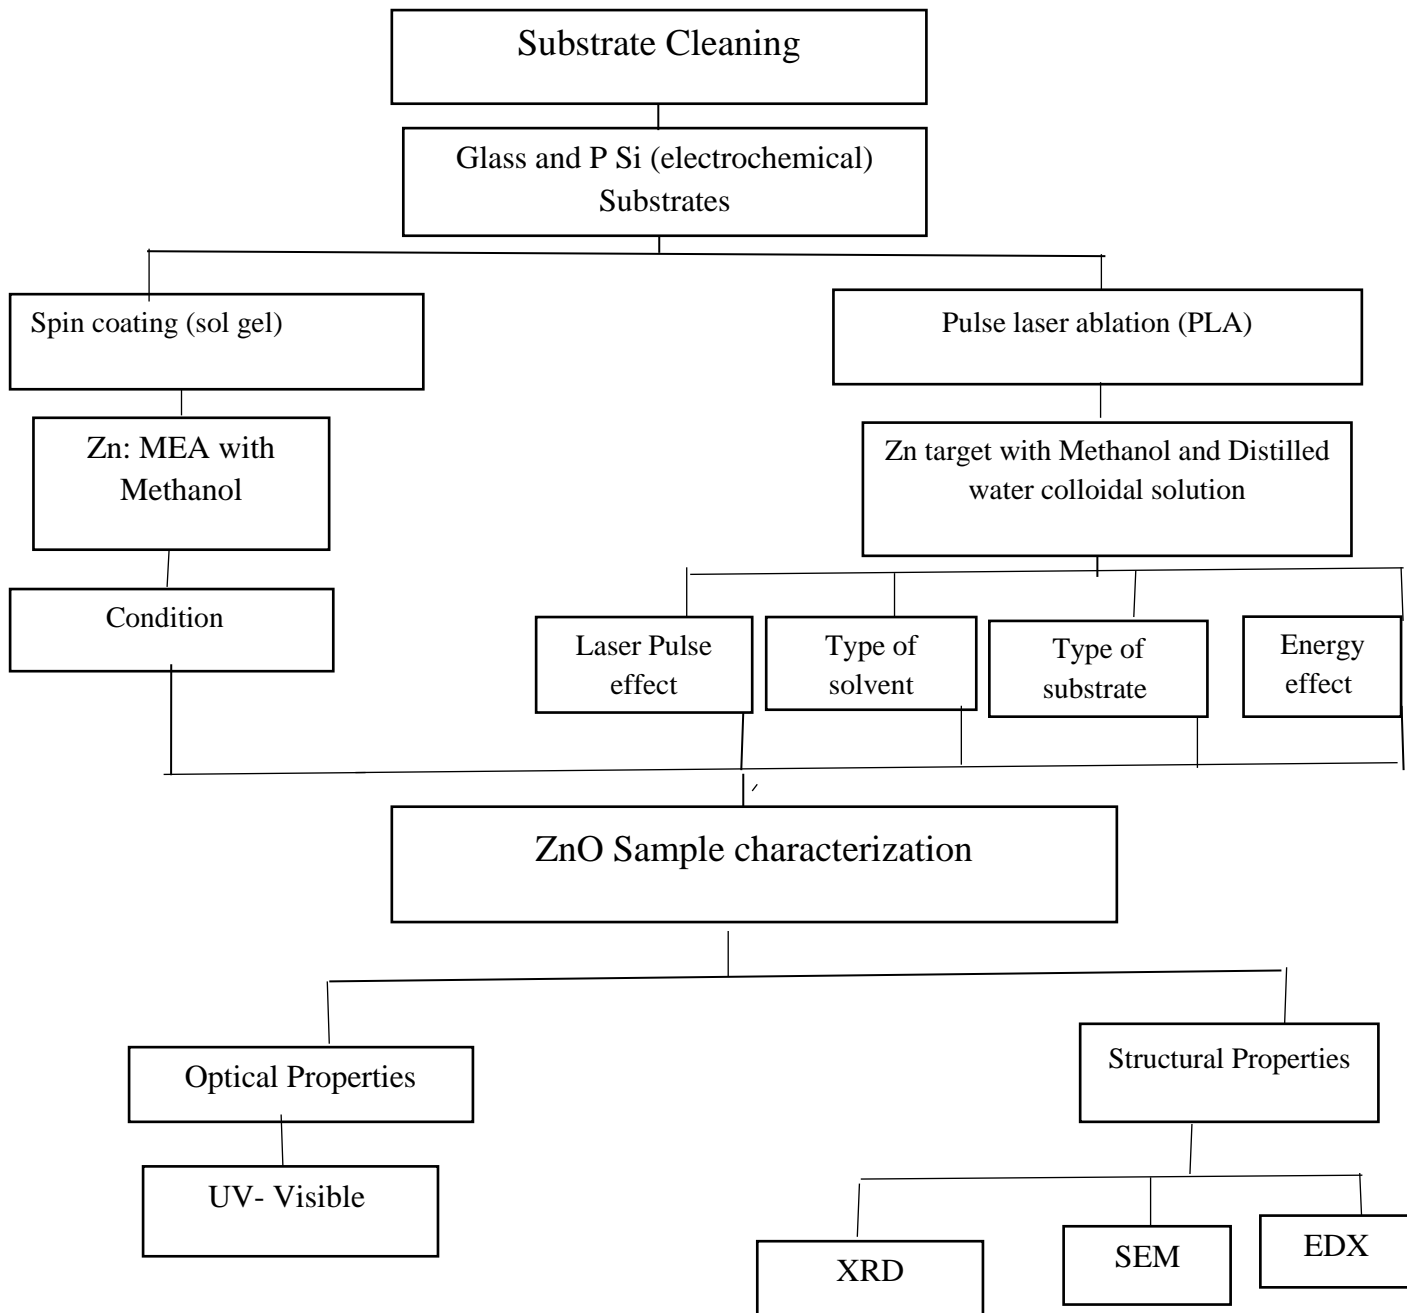 Substrate Cleaning
Glass and P Si (electrochemical)
Substrates
Spin coating (sol gel)
Pulse laser ablation (PLA)
Zn: MEA with
Methanol
Zn target with Methanol and Distilled
water colloidal solution
Condition
Laser Pulse
effect
Type of
solvent
Type of
substrate
Energy
effect
ZnO Sample characterization
Optical Properties
Structural Properties
UV- Visible
XRD
SEM
EDX